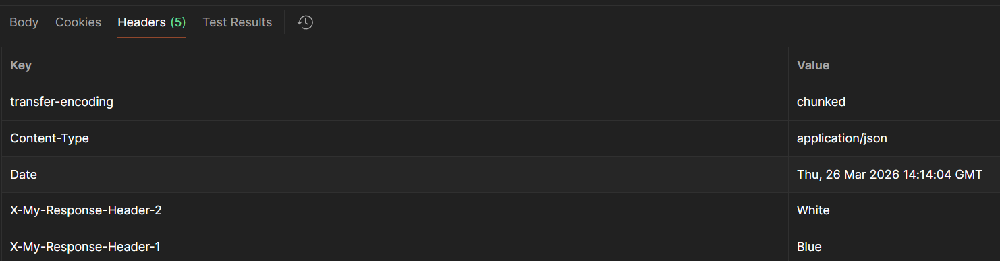 Body Cookies Headers (5) Test Results
Key Value
transfer-encoding chunked
Content-Type application/json
Date Thu, 26 Mar 2026 14:14:04 GMT
X-My-Response-Header-2 White
X-My-Response-Header-1 Blue